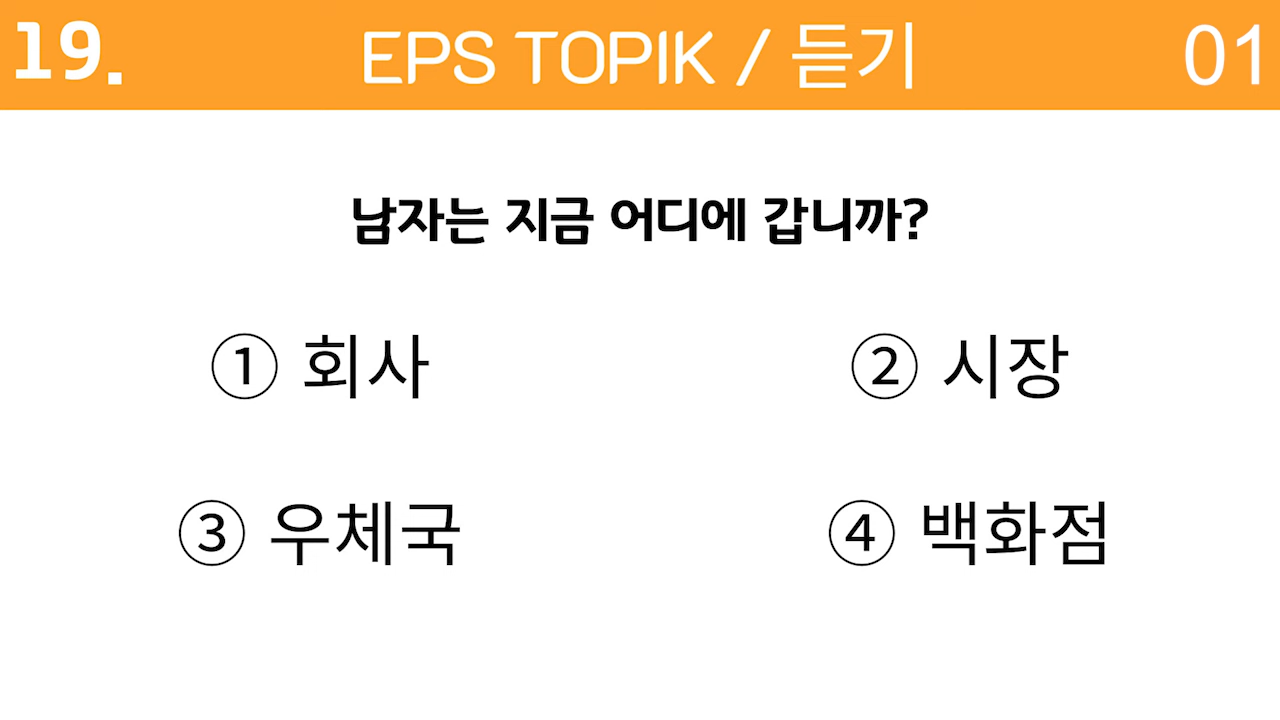 19. EPS TOPIK / 듣기 01
남자는 지금 어디에 갑니까?
① 회사 ② 시장
③ 우체국 ④ 백화점